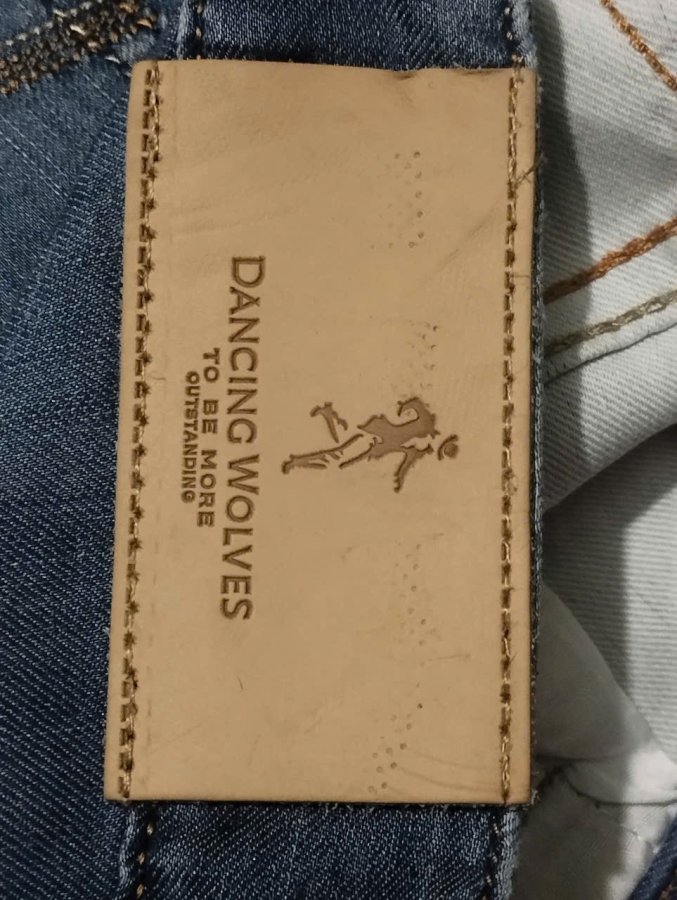 DANCING WOLVES
TO BE MORE
OUTSTANDING